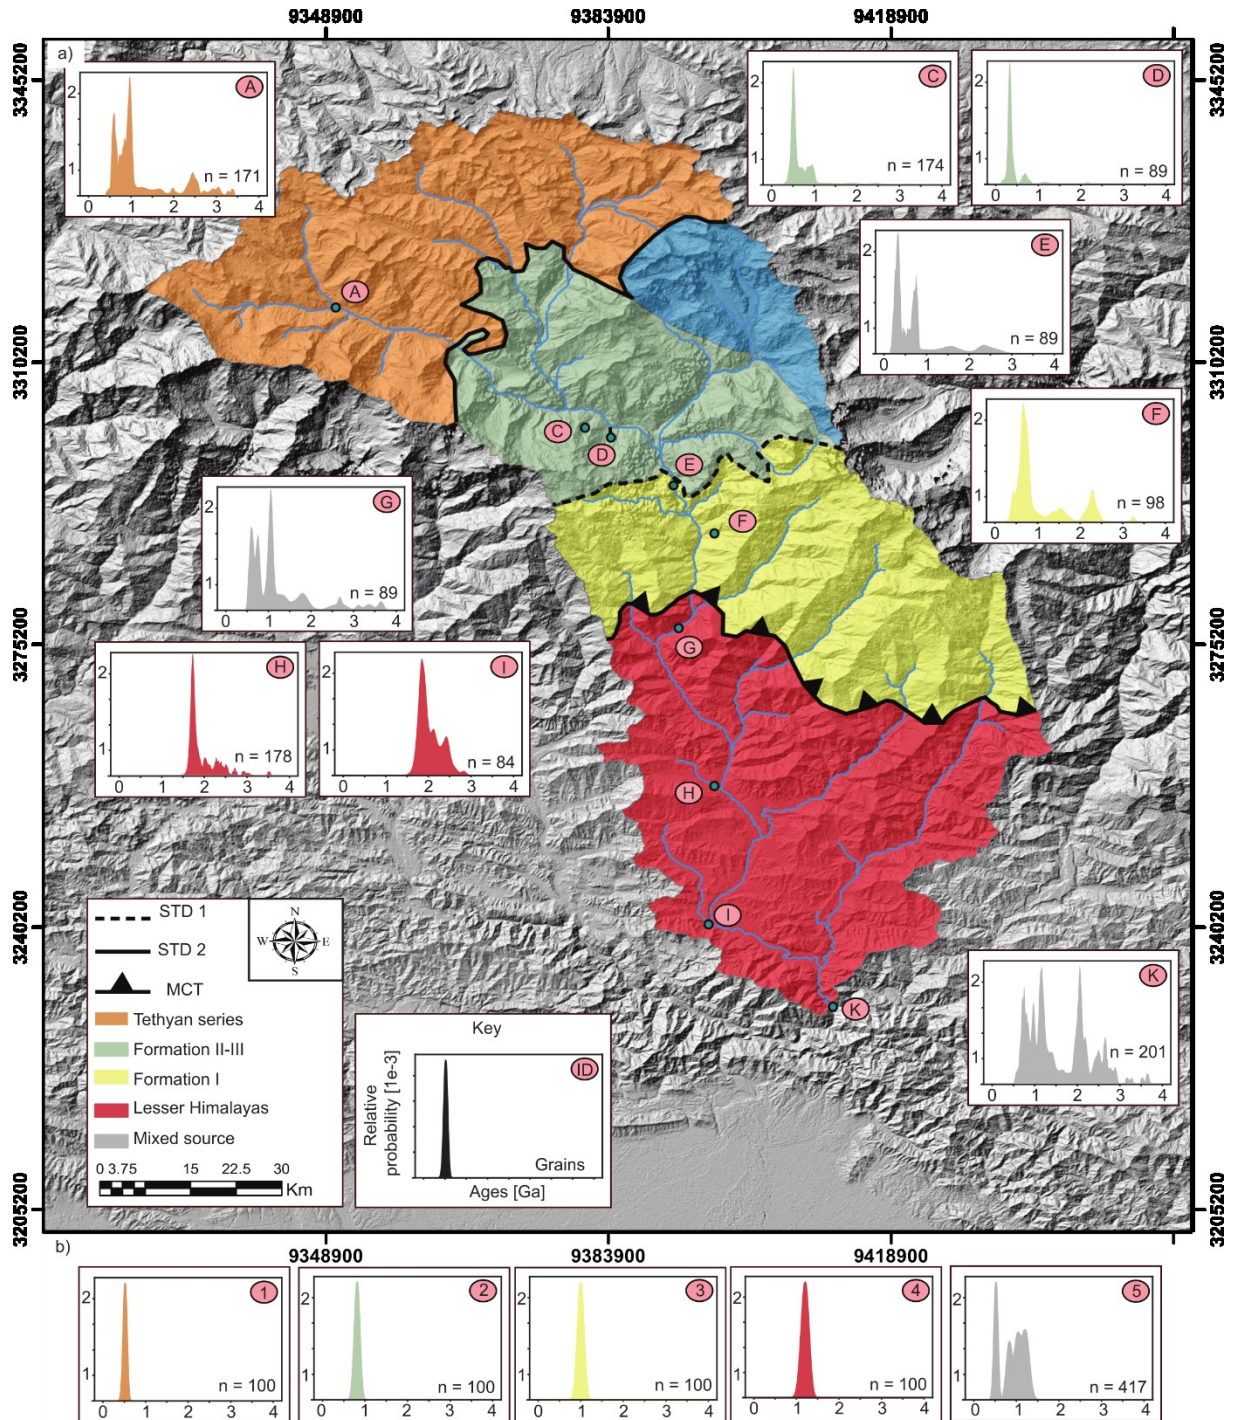 9348900 9383900 9418900
a)
3345200 3345200
A
2
1
n = 171
0 1 2 3 4
C
2
1
n = 174
0 1 2 3 4
D
2
1
n = 89
0 1 2 3 4
E
2
1
n = 89
0 1 2 3 4
A
3310200 3310200
F
2
1
n = 98
0 1 2 3 4
C
D
E
F
G
2
1
n = 89
0 1 2 3 4
3275200 3275200
G
H
2
1
n = 178
0 1 2 3 4
I
2
1
n = 84
0 1 2 3 4
H
I
3240200 3240200
K
2
1
n = 201
0 1 2 3 4
K
STD 1
STD 2
MCT
Tethyan series
Formation II-III
Formation I
Lesser Himalayas
Mixed source
0 3.75 15 22.5 30
Km
N
W E
S
Key
ID
Relative
probability [1e-3]
Grains
Ages [Ga]
3205200 3205200
b)
9348900 9383900 9418900
1
2
1
n = 100
0 1 2 3 4
2
2
1
n = 100
0 1 2 3 4
3
2
1
n = 100
0 1 2 3 4
4
2
1
n = 100
0 1 2 3 4
5
2
1
n = 417
0 1 2 3 4